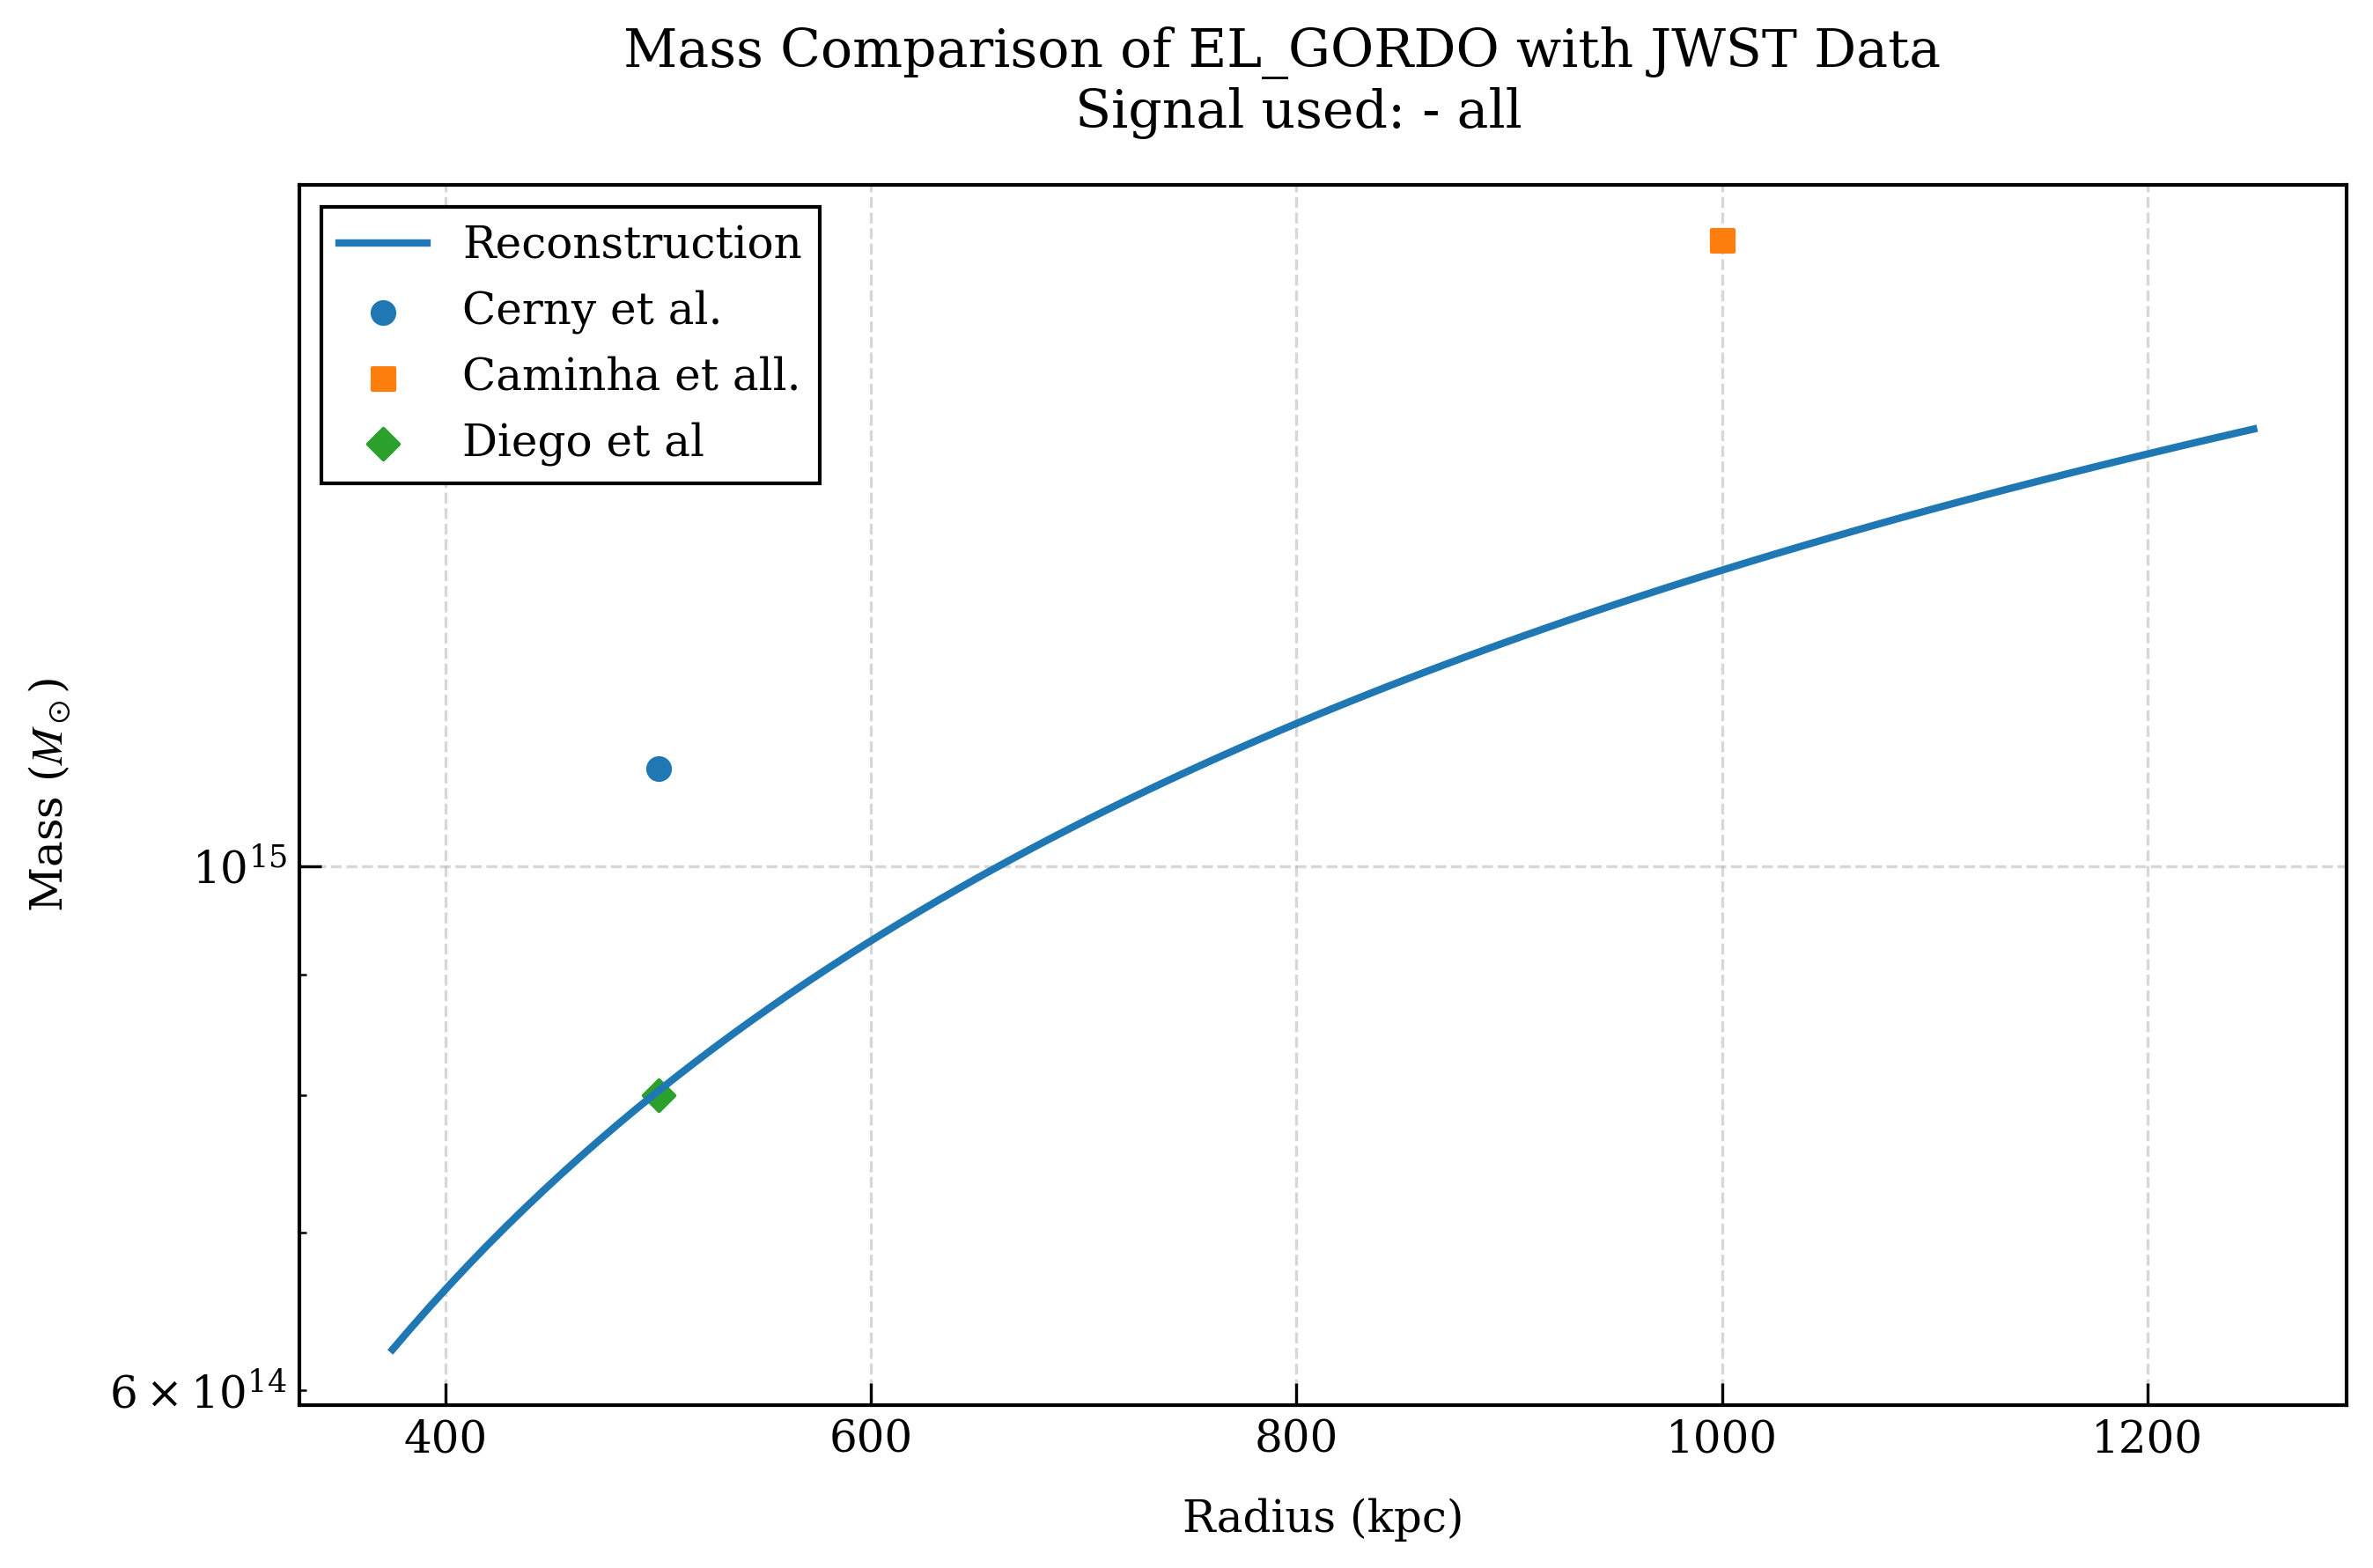 Mass Comparison of EL_GORDO with JWST Data
Signal used: - all
Reconstruction
Cerny et al.
Caminha et all.
Diego et al
Mass (M⊙)
10^15
6 × 10^14
400 600 800 1000 1200
Radius (kpc)